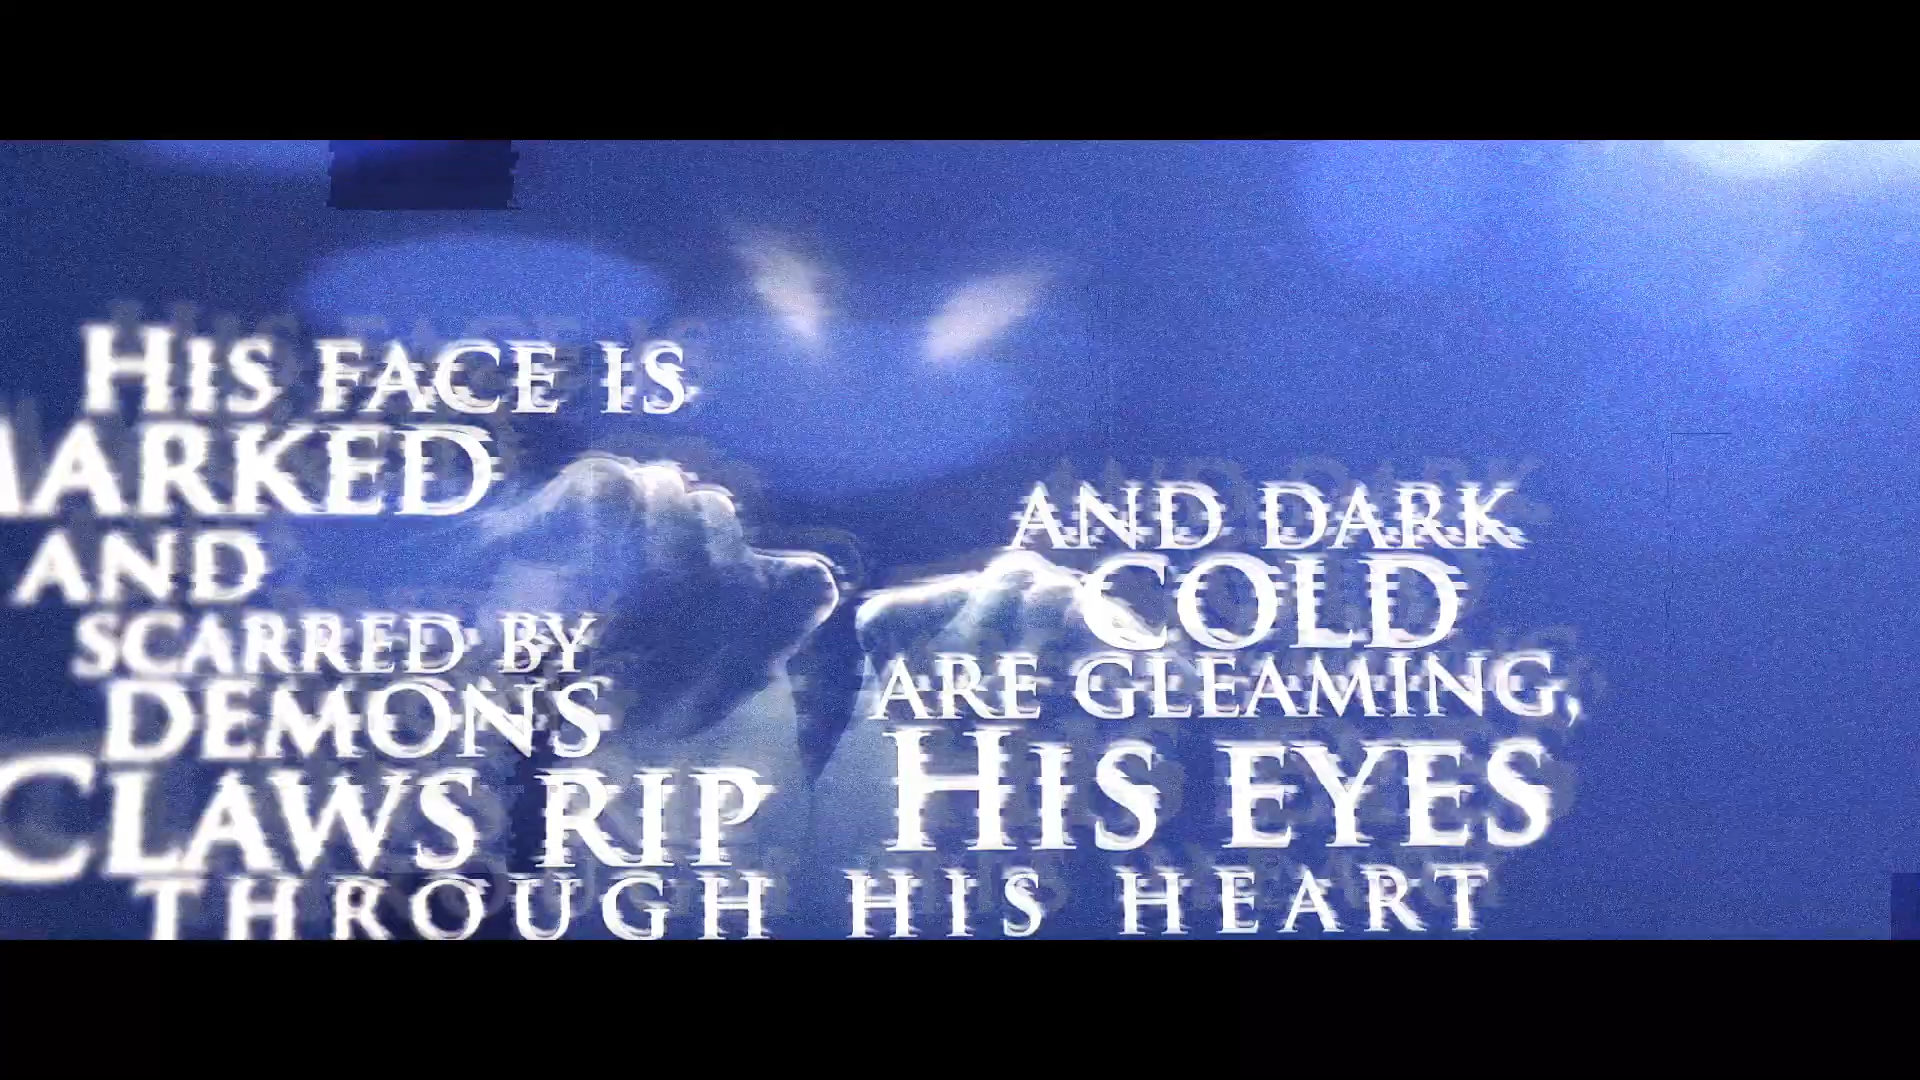 His face is
MARKED
and
scarred by
demons
Claws rip
and dark
cold
are gleaming,
His eyes
through his heart